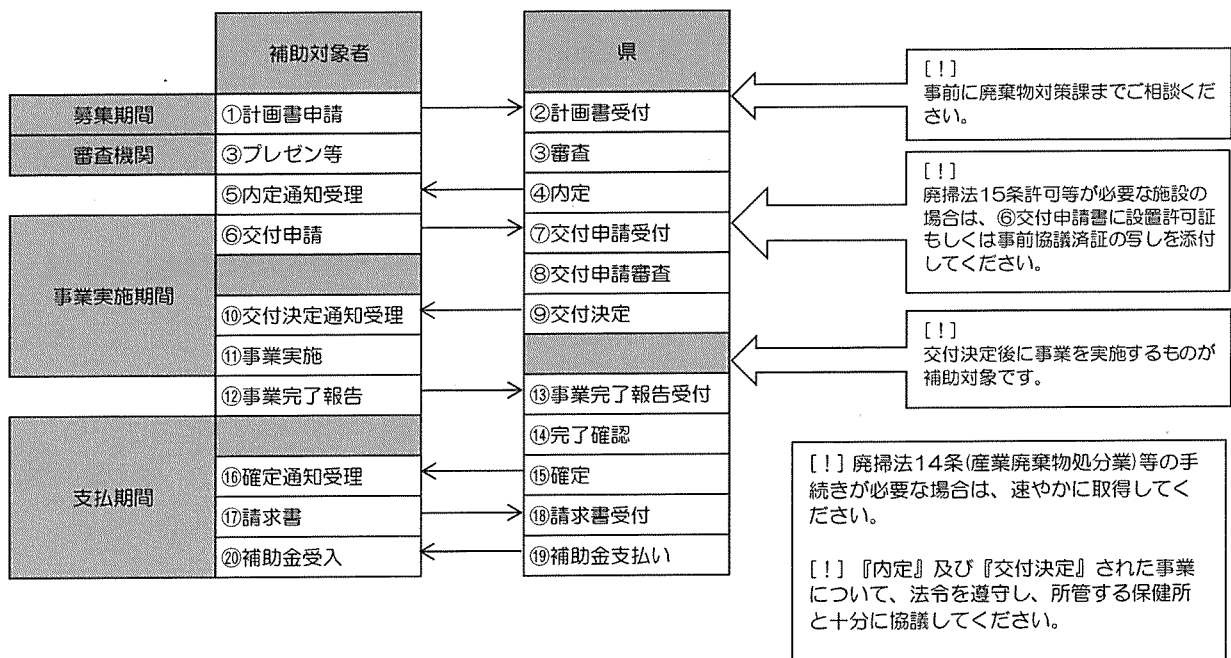 補助対象者
県
募集期間
①計画書申請
②計画書受付
審査機関
③プレゼン等
③審査
⑤内定通知受理
④内定
事業実施期間
⑥交付申請
⑦交付申請受付
⑧交付申請審査
⑩交付決定通知受理
⑨交付決定
⑪事業実施
⑫事業完了報告
⑬事業完了報告受付
支払期間
⑭完了確認
⑯確定通知受理
⑮確定
⑰請求書
⑱請求書受付
⑳補助金受入
⑲補助金支払い
[!]
事前に廃棄物対策課までご相談くだ
さい。
[!]
廃掃法15条許可等が必要な施設の
場合は、⑥交付申請書に設置許可証
もしくは事前協議済証の写しを添付
してください。
[!]
交付決定後に事業を実施するものが
補助対象です。
[!] 廃掃法14条(産業廃棄物処分業)等の手
続きが必要な場合は、速やかに取得してく
ださい。
[!] 『内定』及び『交付決定』された事業
について、法令を遵守し、所管する保健所
と十分に協議してください。